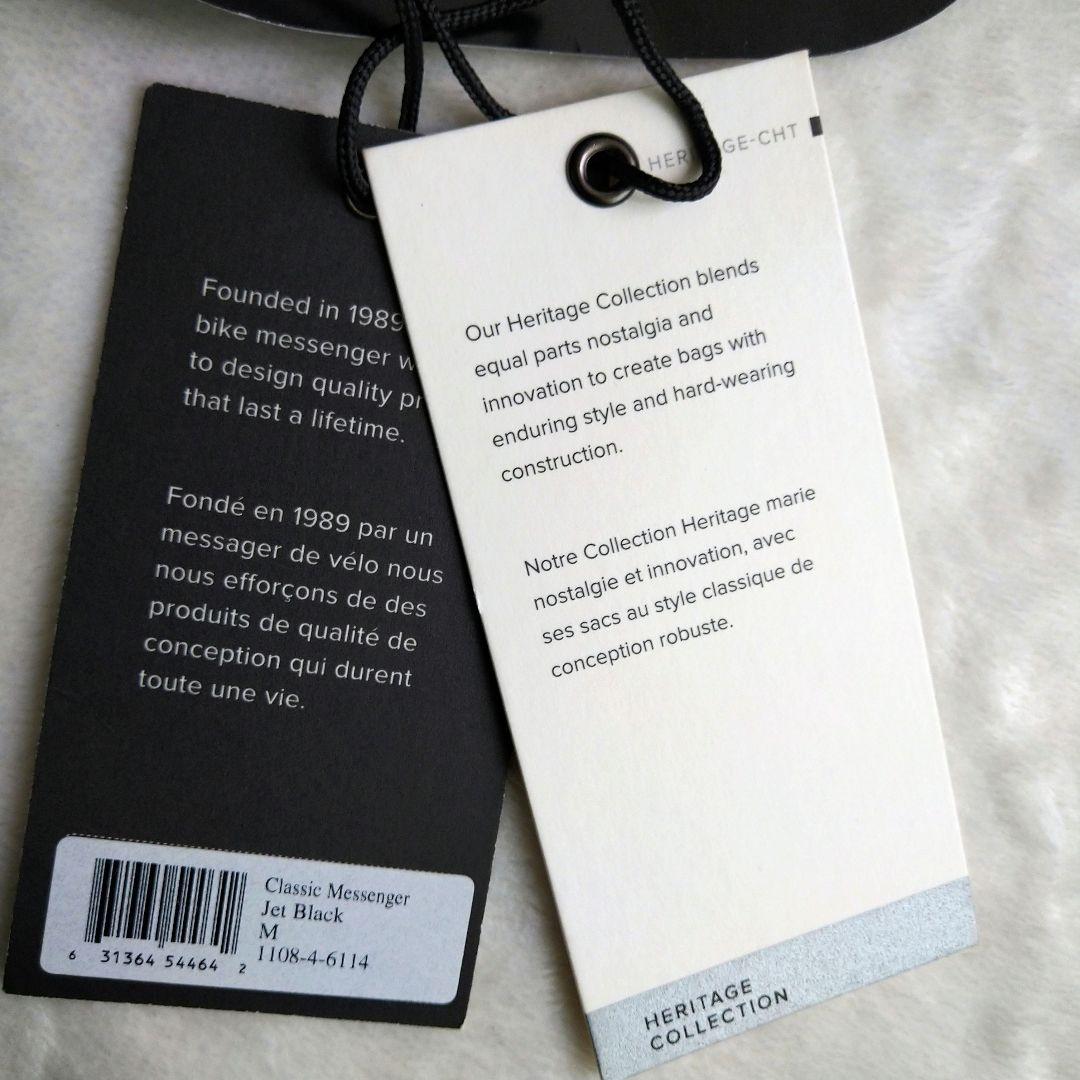 Founded in 1989
bike messenger
to design quality
that last a lifetime.
Fondé en 1989 par un
messager de vélo nous
nous efforçons de des
produits de qualité de
conception qui durent
toute une vie.
Classic Messenger
Jet Black
M
1108-4-6114
6 31364 54464 2
HERITAGE-CHT
Our Heritage Collection blends
equal parts nostalgia and
innovation to create bags with
enduring style and hard-wearing
construction.
Notre Collection Heritage marie
nostalgie et innovation, avec
ses sacs au style classique de
conception robuste.
HERITAGE
COLLECTION